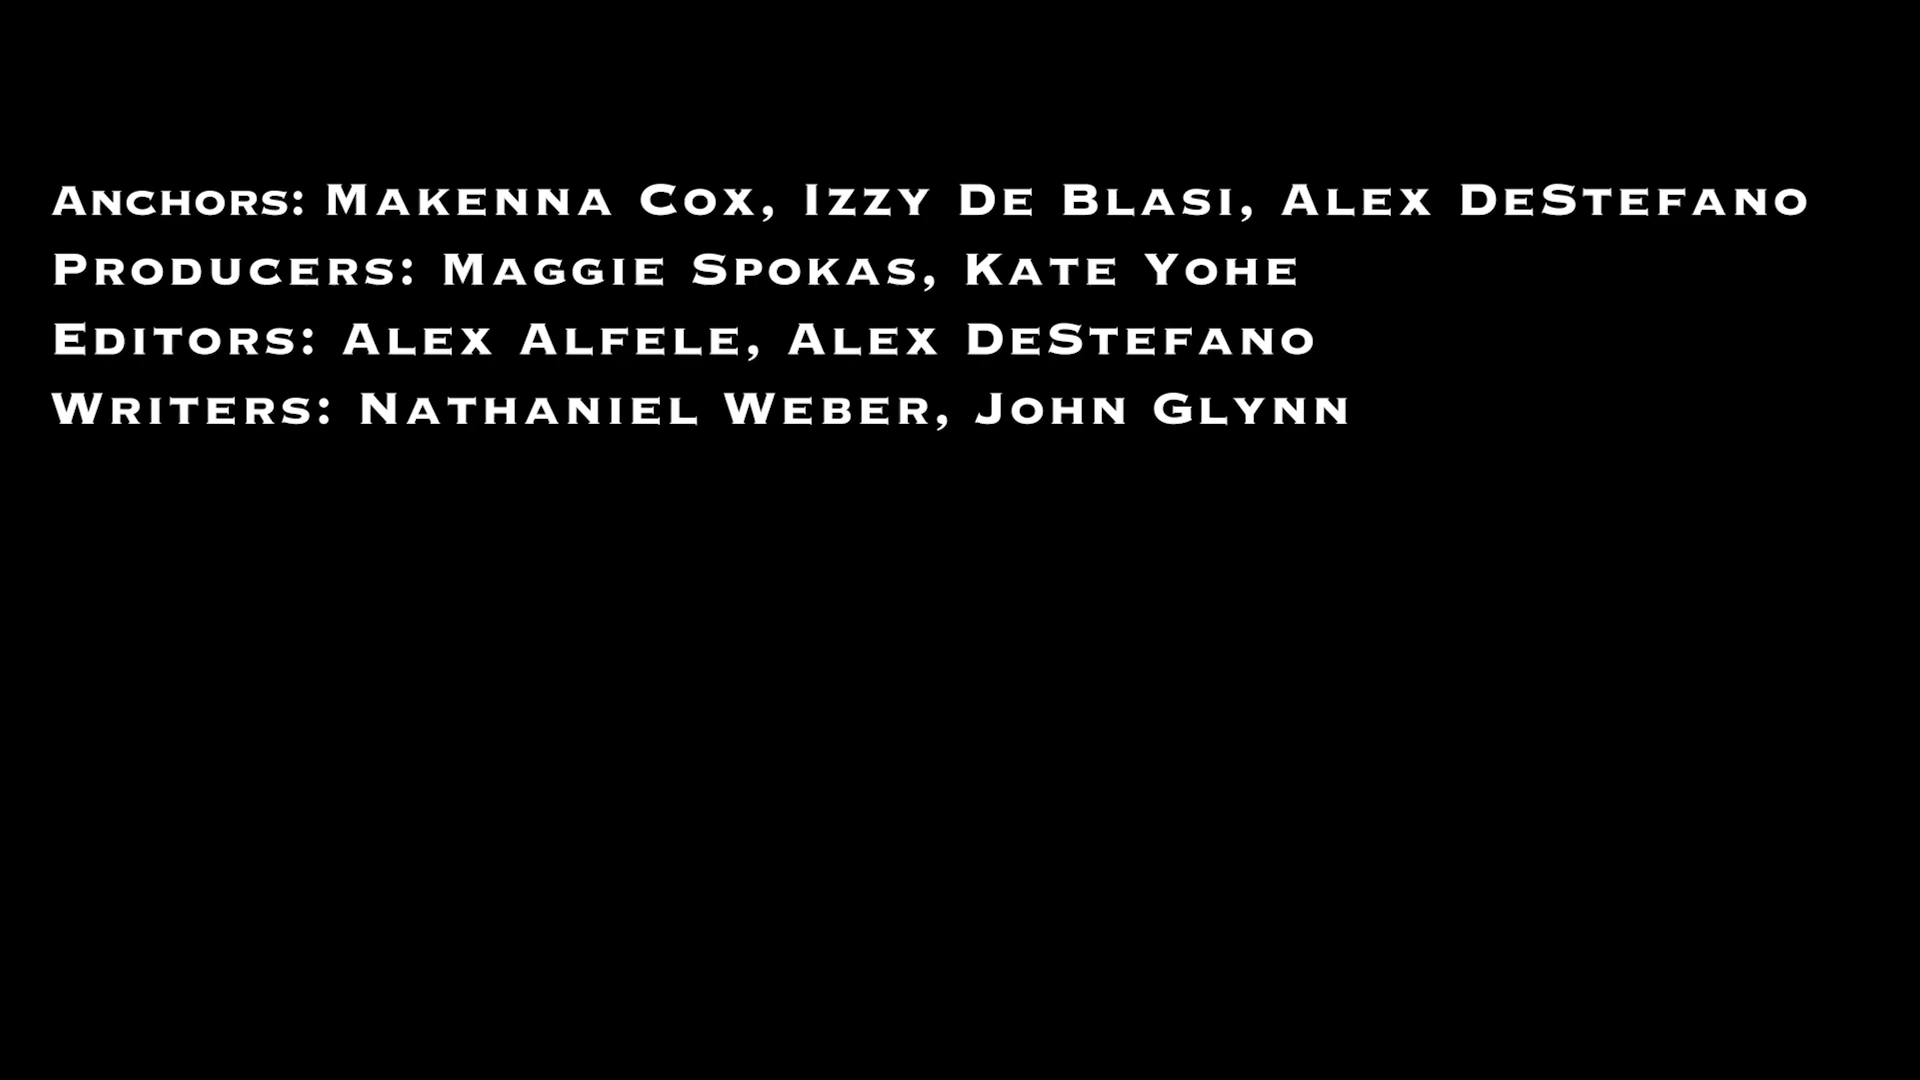 Anchors: Makenna Cox, Izzy De Blasi, Alex DeStefano
Producers: Maggie Spokas, Kate Yohe
Editors: Alex Alfele, Alex DeStefano
Writers: Nathaniel Weber, John Glynn